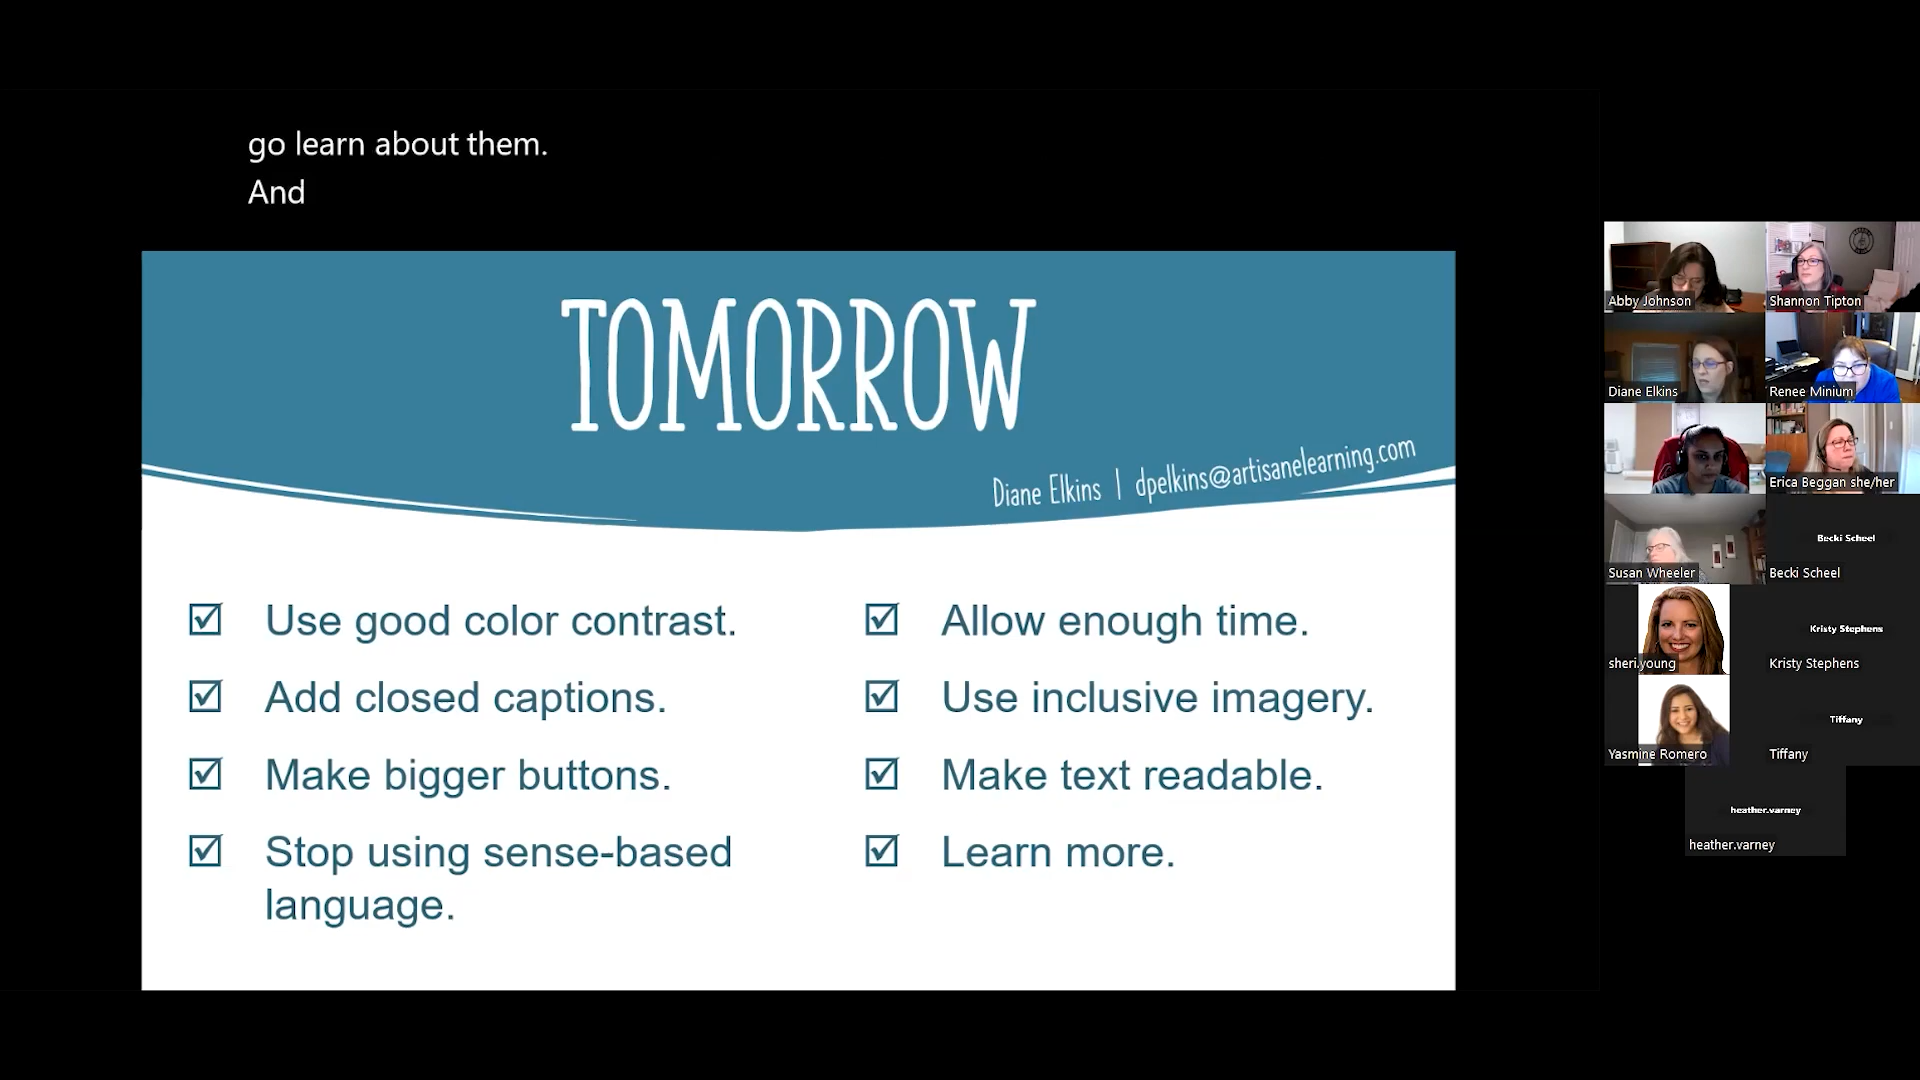 go learn about them.
And
TOMORROW
Diane Elkins | dpelkins@artisanelearning.com
Use good color contrast.
Add closed captions.
Make bigger buttons.
Stop using sense-based
language.
Allow enough time.
Use inclusive imagery.
Make text readable.
Learn more.
Abby Johnson
Shannon Tipton
Diane Elkins
Renee Minium
Erica Beggan she/her
Susan Wheeler
Becki Scheel
Becki Scheel
sheri.young
Kristy Stephens
Kristy Stephens
Yasmine Romero
Tiffany
Tiffany
heather.varney
heather.varney